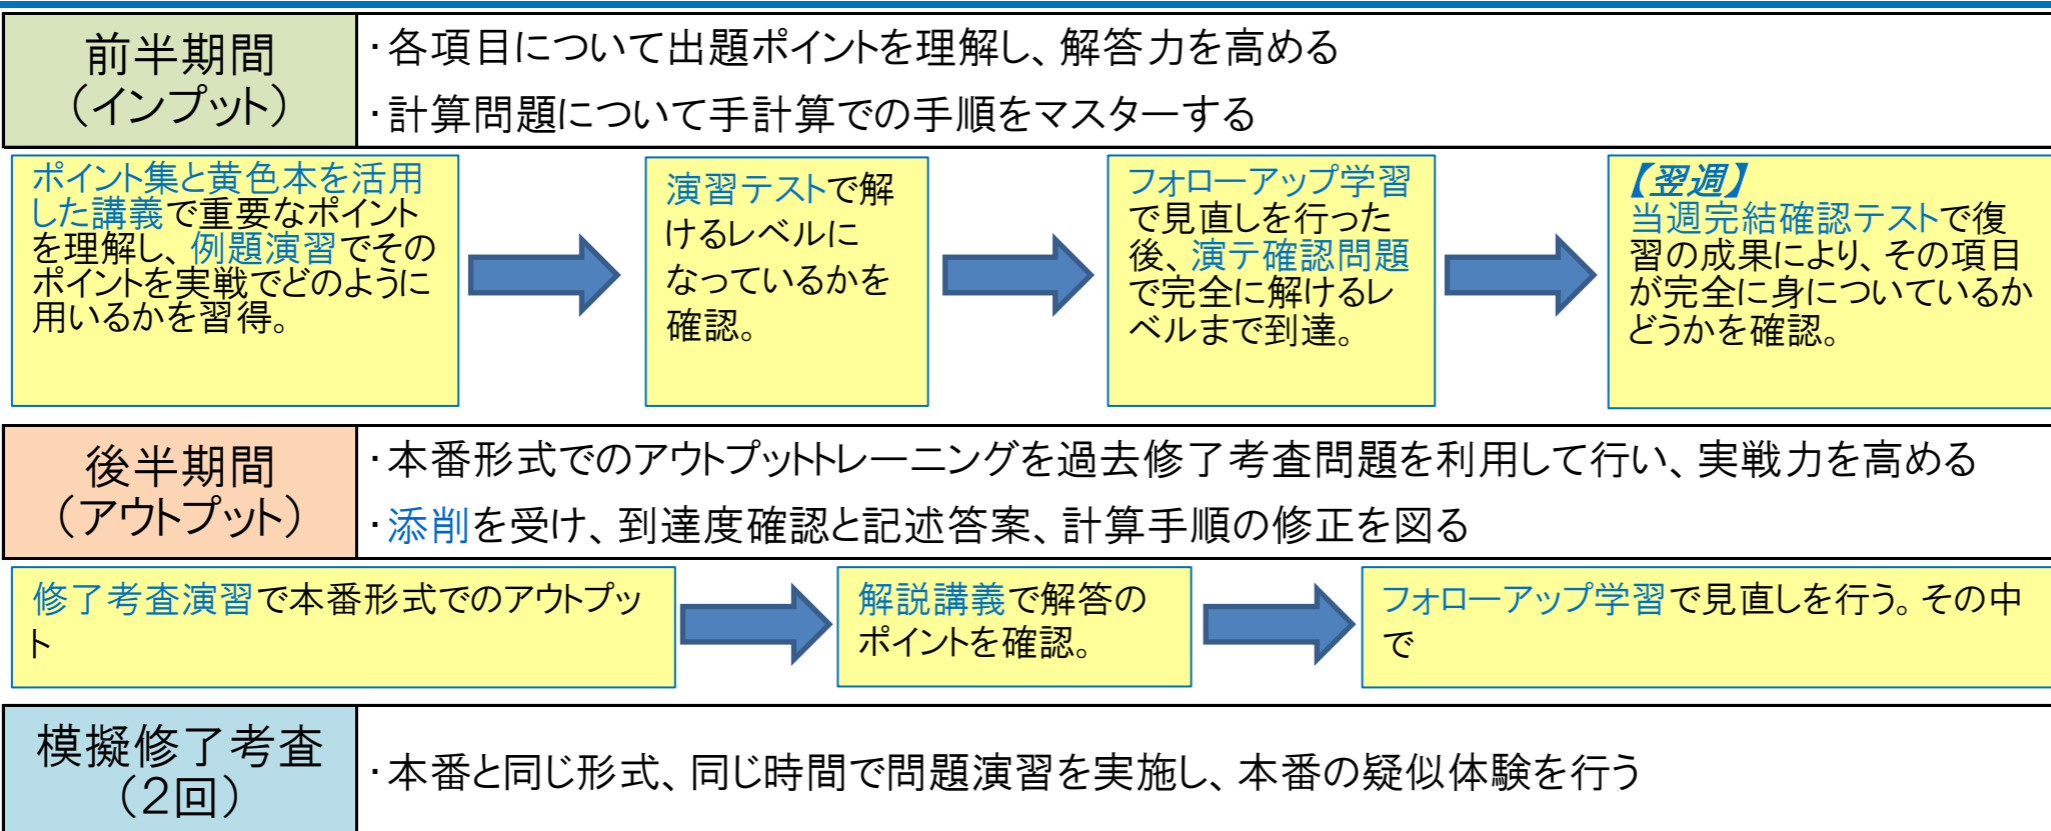 前半期間
（インプット）
・各項目について出題ポイントを理解し、解答力を高める
・計算問題について手計算での手順をマスターする
ポイント集と黄色本を活用
した講義で重要なポイント
を理解し、例題演習でその
ポイントを実戦でどのように
用いるかを習得。
演習テストで解
けるレベルに
なっているかを
確認。
フォローアップ学習
で見直しを行った
後、演テ確認問題
で完全に解けるレ
ベルまで到達。
【翌週】
当週完結確認テストで復
習の成果により、その項目
が完全に身についているか
どうかを確認。
後半期間
（アウトプット）
・本番形式でのアウトプットトレーニングを過去修了考査問題を利用して行い、実戦力を高める
・添削を受け、到達度確認と記述答案、計算手順の修正を図る
修了考査演習で本番形式でのアウトプッ
ト
解説講義で解答の
ポイントを確認。
フォローアップ学習で見直しを行う。その中
で
模擬修了考査
（2回）
・本番と同じ形式、同じ時間で問題演習を実施し、本番の疑似体験を行う